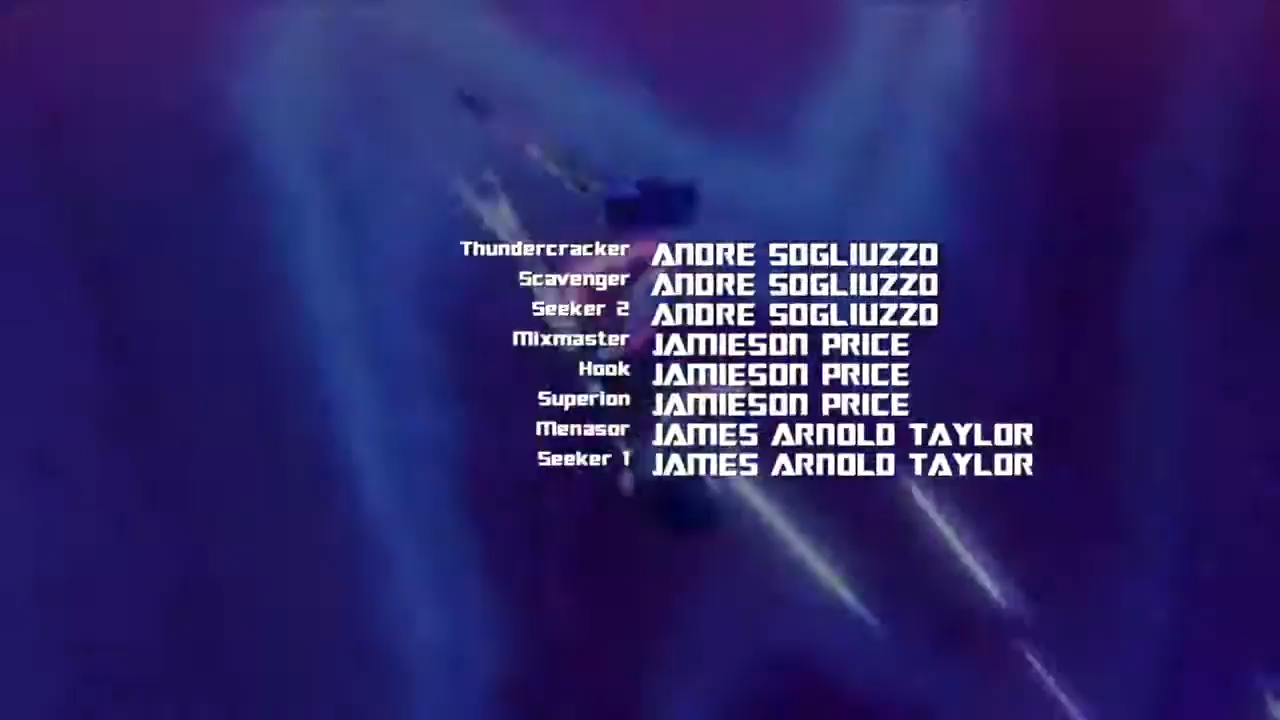 Thundercracker ANDRE SOGLIUZZO
Scavenger ANDRE SOGLIUZZO
Seeker 2 ANDRE SOGLIUZZO
Mixmaster JAMIESON PRICE
Hook JAMIESON PRICE
Superion JAMIESON PRICE
Menasor JAMES ARNOLD TAYLOR
Seeker 1 JAMES ARNOLD TAYLOR